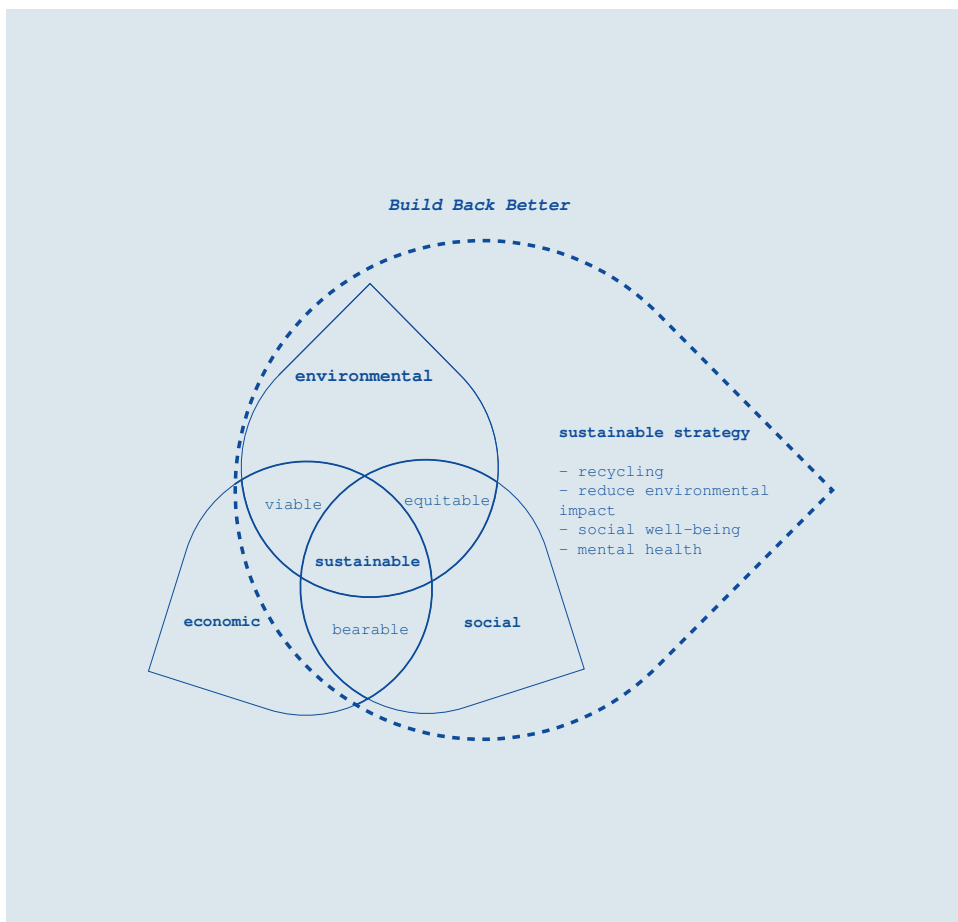 Build Back Better
environmental
sustainable strategy
- recycling
- reduce environmental
impact
- social well-being
- mental health
viable
equitable
sustainable
economic
bearable
social